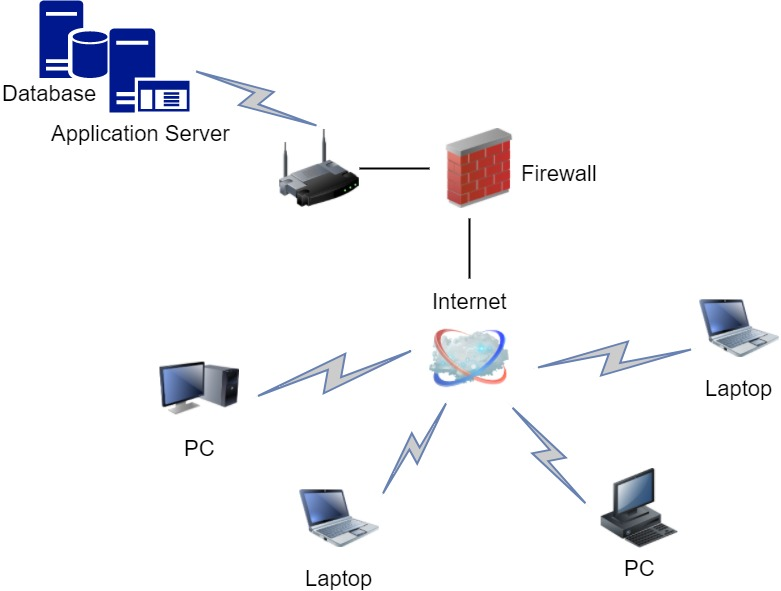 Database
Application Server
Firewall
Internet
Laptop
PC
Laptop
PC